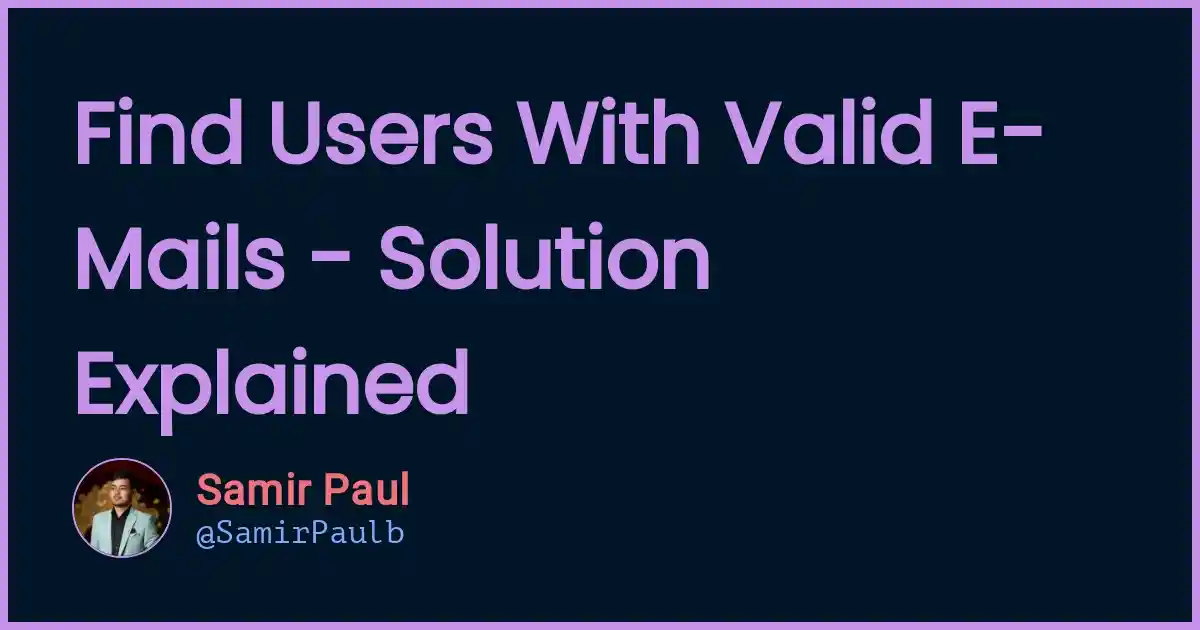 Find Users With Valid E-
Mails - Solution
Explained
Samir Paul
@SamirPaulb